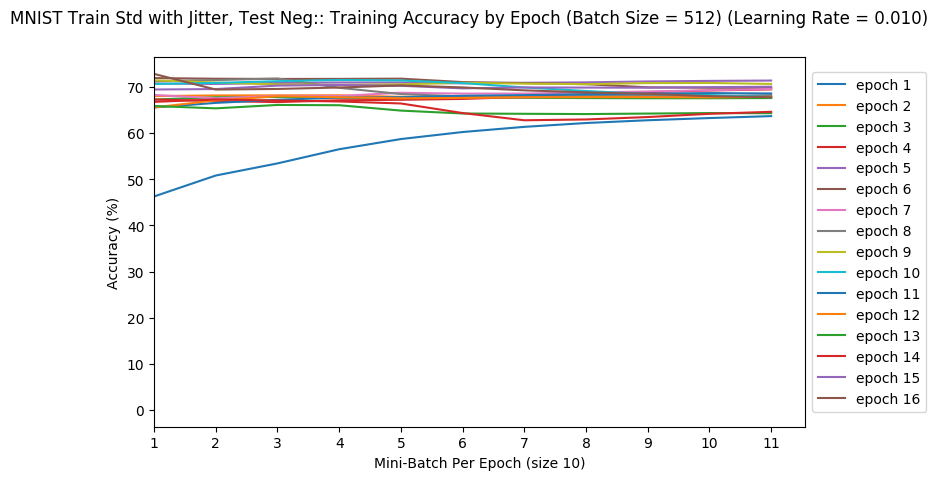 MNIST Train Std with Jitter, Test Neg:: Training Accuracy by Epoch (Batch Size = 512) (Learning Rate = 0.010)
70
60
50
40
30
20
10
0
Accuracy (%)
1 2 3 4 5 6 7 8 9 10 11
Mini-Batch Per Epoch (size 10)
epoch 1
epoch 2
epoch 3
epoch 4
epoch 5
epoch 6
epoch 7
epoch 8
epoch 9
epoch 10
epoch 11
epoch 12
epoch 13
epoch 14
epoch 15
epoch 16